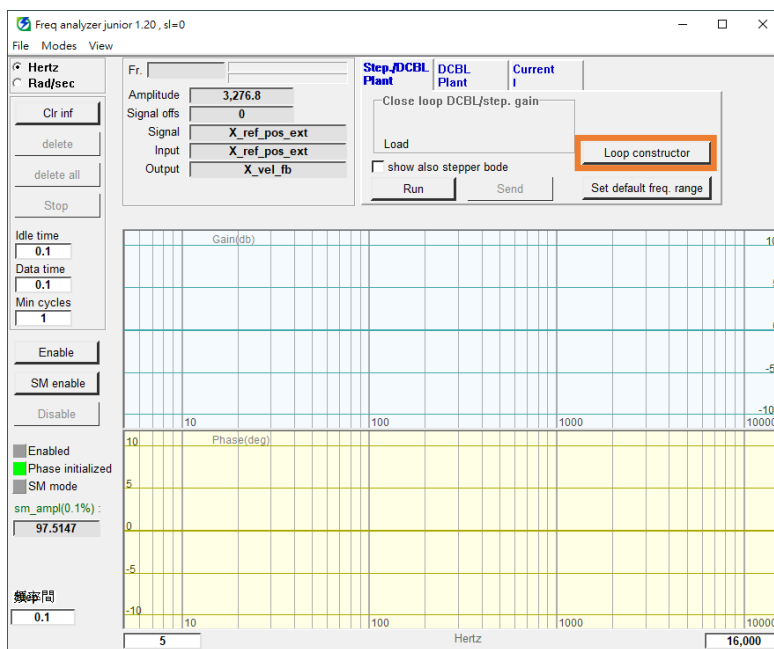 Freq analyzer junior 1.20 , sl=0
File Modes View
Hertz
Rad/sec
Clr inf
delete
delete all
Stop
Idle time
0.1
Data time
0.1
Min cycles
1
Enable
SM enable
Disable
Enabled
Phase initialized
SM mode
sm_ampl(0.1%) :
97.5147
頻率間
0.1
Fr.
Amplitude 3,276.8
Signal offs 0
Signal X_ref_pos_ext
Input X_ref_pos_ext
Output X_vel_fb
Step./DCBL Plant
DCBL Plant
Current I
Close loop DCBL/step. gain
Load
Loop constructor
show also stepper bode
Run
Send
Set default freq. range
Gain(db)
10
-5
-10
10 100 1000 10000
Phase(deg)
10
5
0
-5
-10
10 100 1000 10000
5
Hertz
16,000